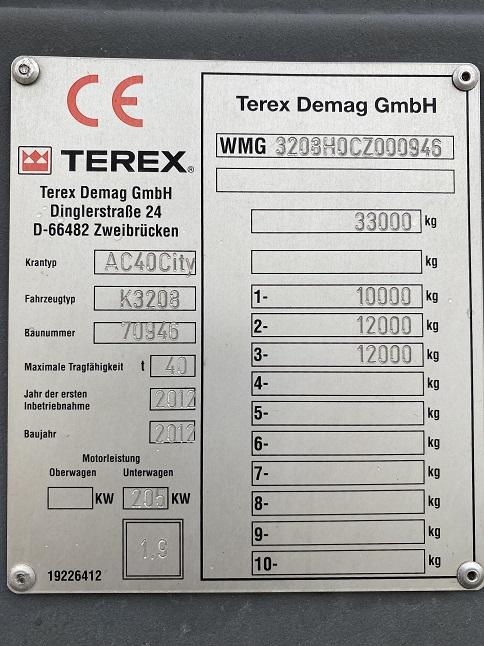 CE
TEREX®
Terex Demag GmbH
Dinglerstraße 24
D-66482 Zweibrücken
Krantyp AC40City
Fahrzeugtyp K3208
Baunummer 70946
Maximale Tragfähigkeit t 40
Jahr der ersten
Inbetriebnahme 2012
Baujahr 2012
Motorleistung
Oberwagen Unterwagen
KW 205 KW
1.9
19226412
Terex Demag GmbH
WMG 3208H0CZ000946
33000 kg
kg
1- 10000 kg
2- 12000 kg
3- 12000 kg
4- kg
5- kg
6- kg
7- kg
8- kg
9- kg
10- kg